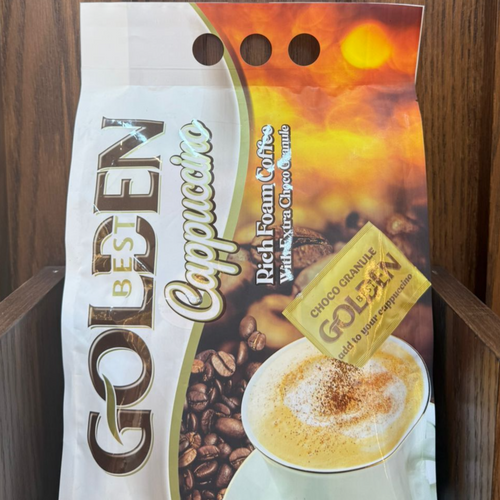 GOLDEN
BEST
Cappuccino
Rich Foam Coffee
With Extra Choco Granule
CHOCO GRANULE
GOLDEN
BEST
add to your cappuccino